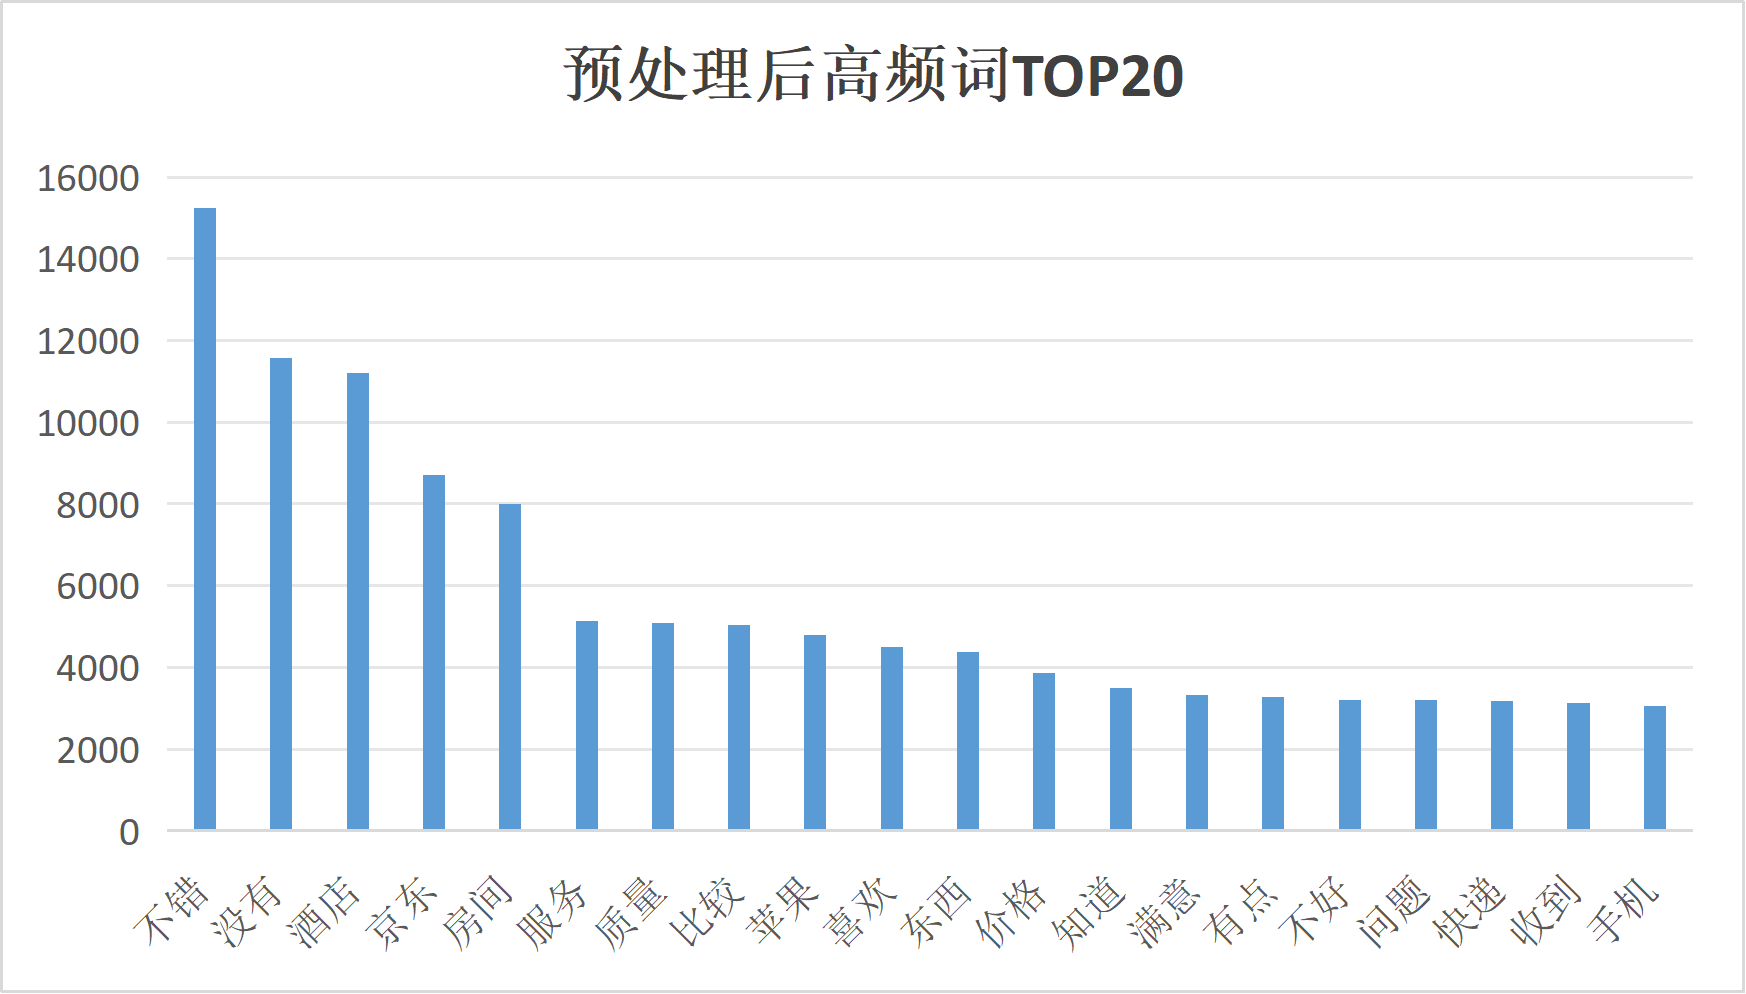 预处理后高频词TOP20
16000
14000
12000
10000
8000
6000
4000
2000
0
不错
没有
酒店
京东
房间
服务
质量
比较
苹果
喜欢
东西
价格
知道
满意
有点
不好
问题
快递
收到
手机